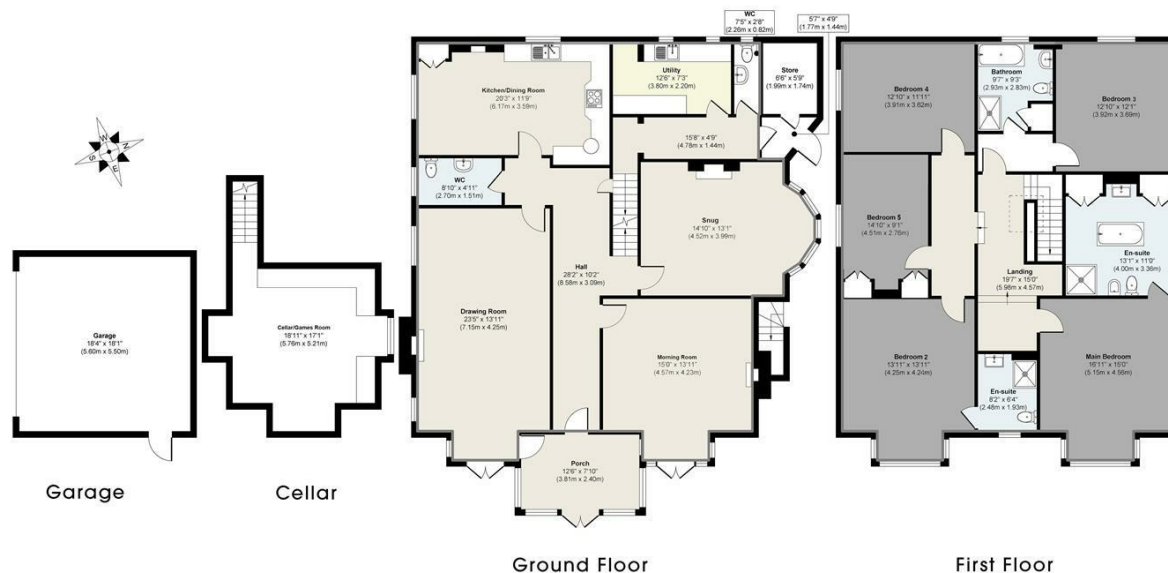 WC
7'5" x 2'8"
(2.26m x 0.82m)
5'7" x 4'9"
(1.77m x 1.44m)
Kitchen/Dining Room
20'3" x 11'9"
(6.17m x 3.59m)
Utility
12'6" x 7'3"
(3.80m x 2.20m)
Store
6'6" x 5'9"
(1.99m x 1.74m)
15'8" x 4'9"
(4.78m x 1.44m)
WC
8'10" x 4'11"
(2.70m x 1.51m)
Snug
14'10" x 13'1"
(4.52m x 3.99m)
Hall
28'2" x 10'2"
(8.58m x 3.09m)
Drawing Room
23'5" x 13'11"
(7.15m x 4.25m)
Morning Room
15'0" x 13'11"
(4.57m x 4.23m)
Porch
12'6" x 7'10"
(3.81m x 2.40m)
Ground Floor
N
E
S
W
Garage
18'4" x 18'1"
(5.60m x 5.50m)
Garage
Cellar/Games Room
18'11" x 17'1"
(5.76m x 5.21m)
Cellar
Bedroom 4
12'10" x 11'11"
(3.91m x 3.62m)
Bathroom
9'7" x 9'3"
(2.93m x 2.83m)
Bedroom 3
12'10" x 12'1"
(3.92m x 3.69m)
Bedroom 5
14'10" x 9'1"
(4.51m x 2.76m)
En-suite
13'1" x 11'0"
(4.00m x 3.36m)
Landing
19'7" x 15'0"
(5.98m x 4.57m)
Bedroom 2
13'11" x 13'11"
(4.25m x 4.24m)
En-suite
8'2" x 6'4"
(2.48m x 1.93m)
Main Bedroom
16'11" x 15'0"
(5.15m x 4.56m)
First Floor